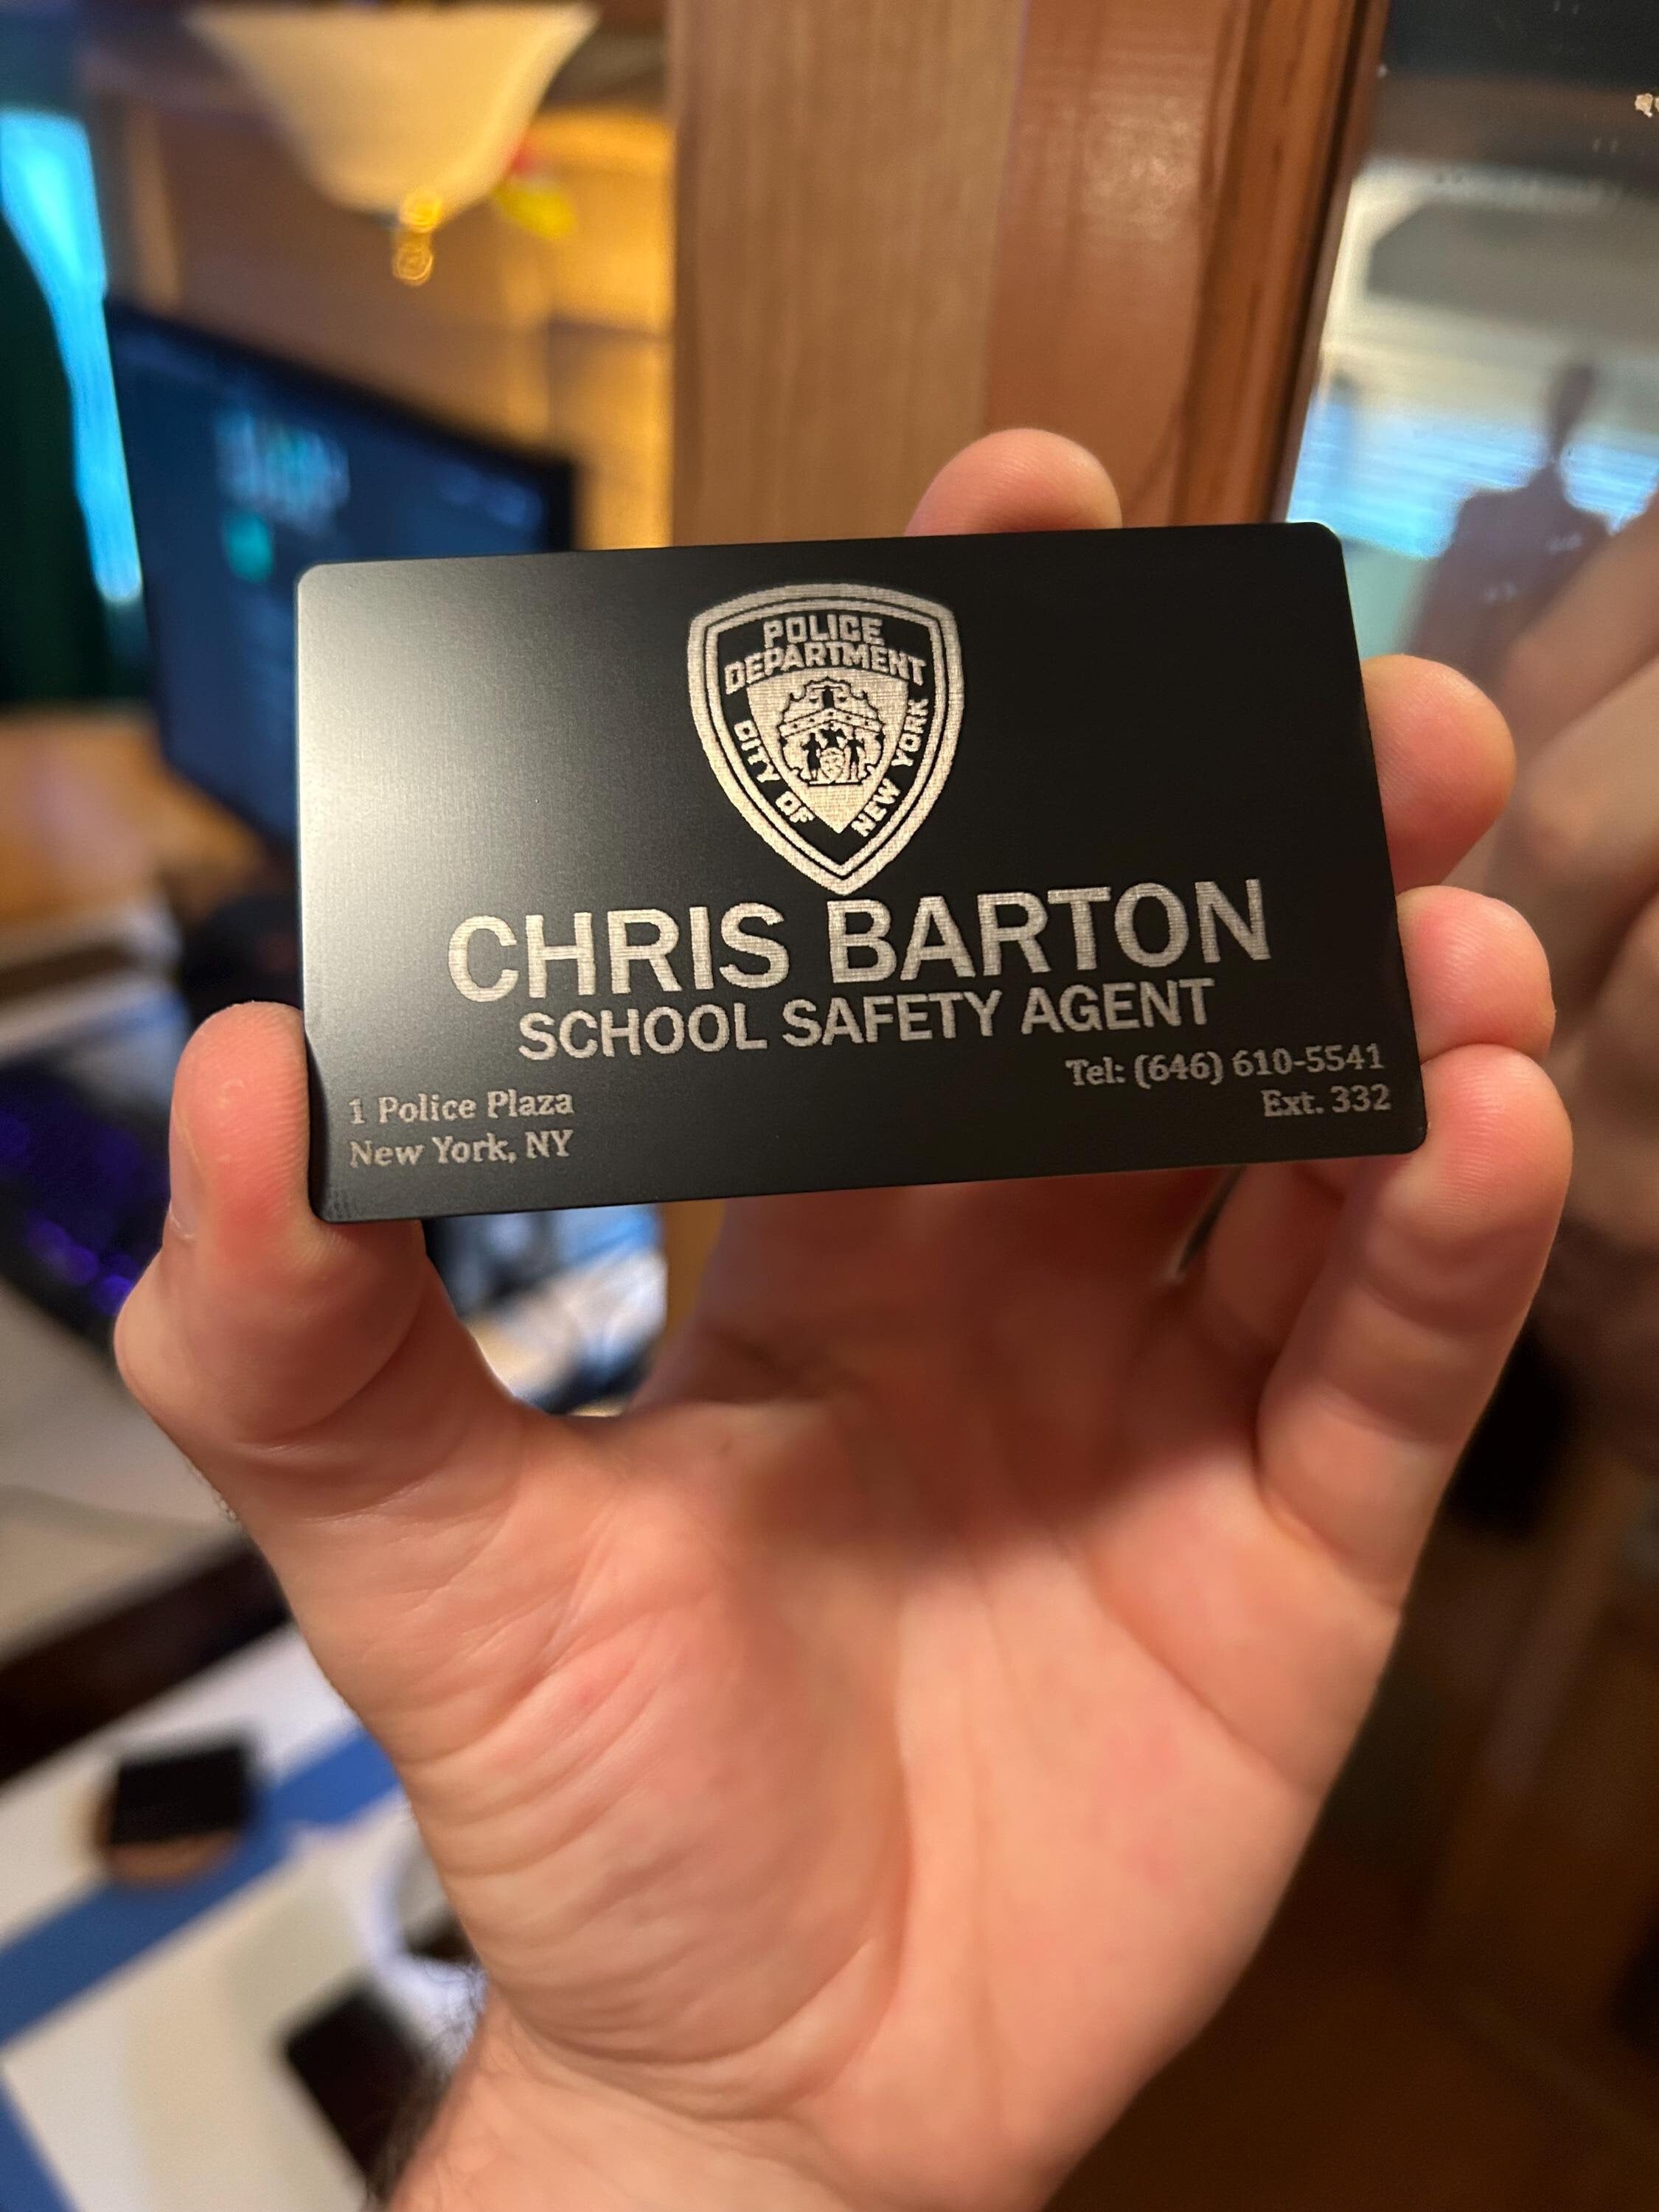 POLICE
DEPARTMENT
CITY OF NEW YORK
CHRIS BARTON
SCHOOL SAFETY AGENT
Tel: (646) 610-5541
Ext. 332
1 Police Plaza
New York, NY